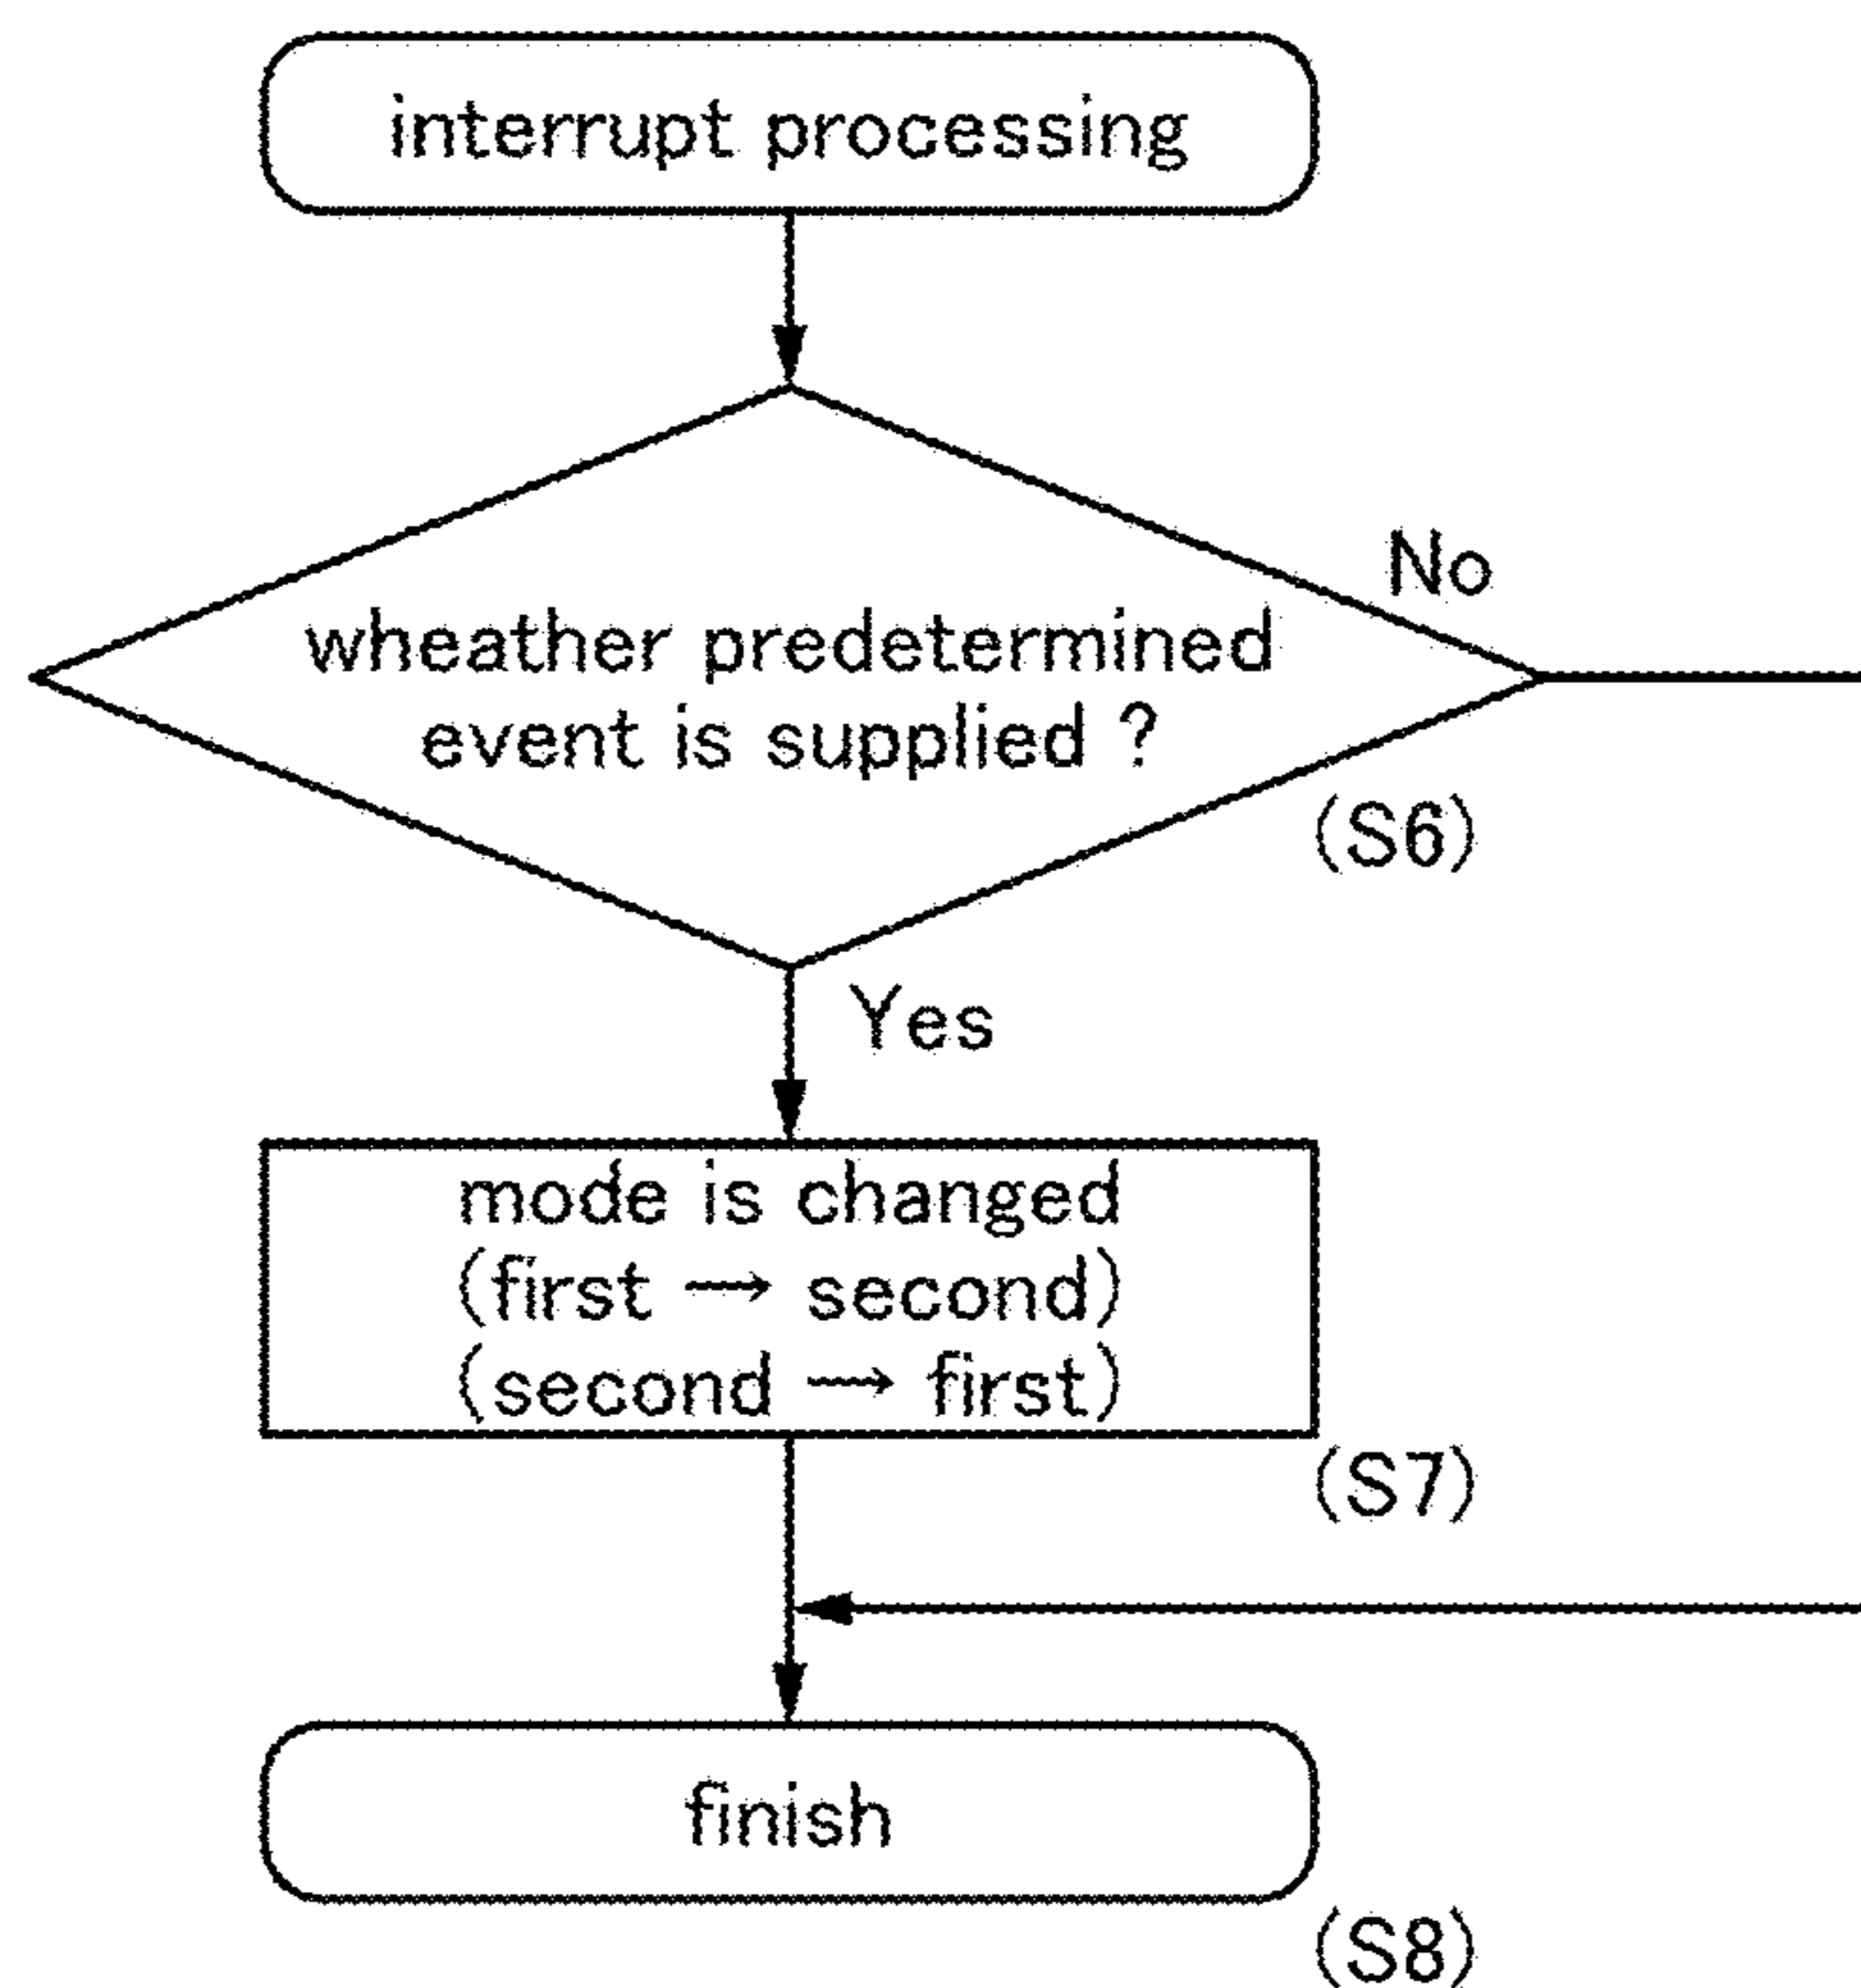 interrupt processing
No
wheather predetermined
event is supplied ?
(S6)
Yes
mode is changed
(first → second)
(second → first)
(S7)
finish
(S8)